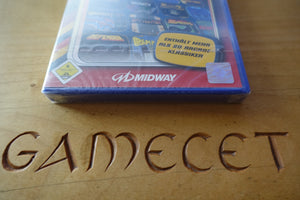 ENTHÄLT MEHR
ALS 20 ARCADE
KLASSIKER
MIDWAY
GAMECET